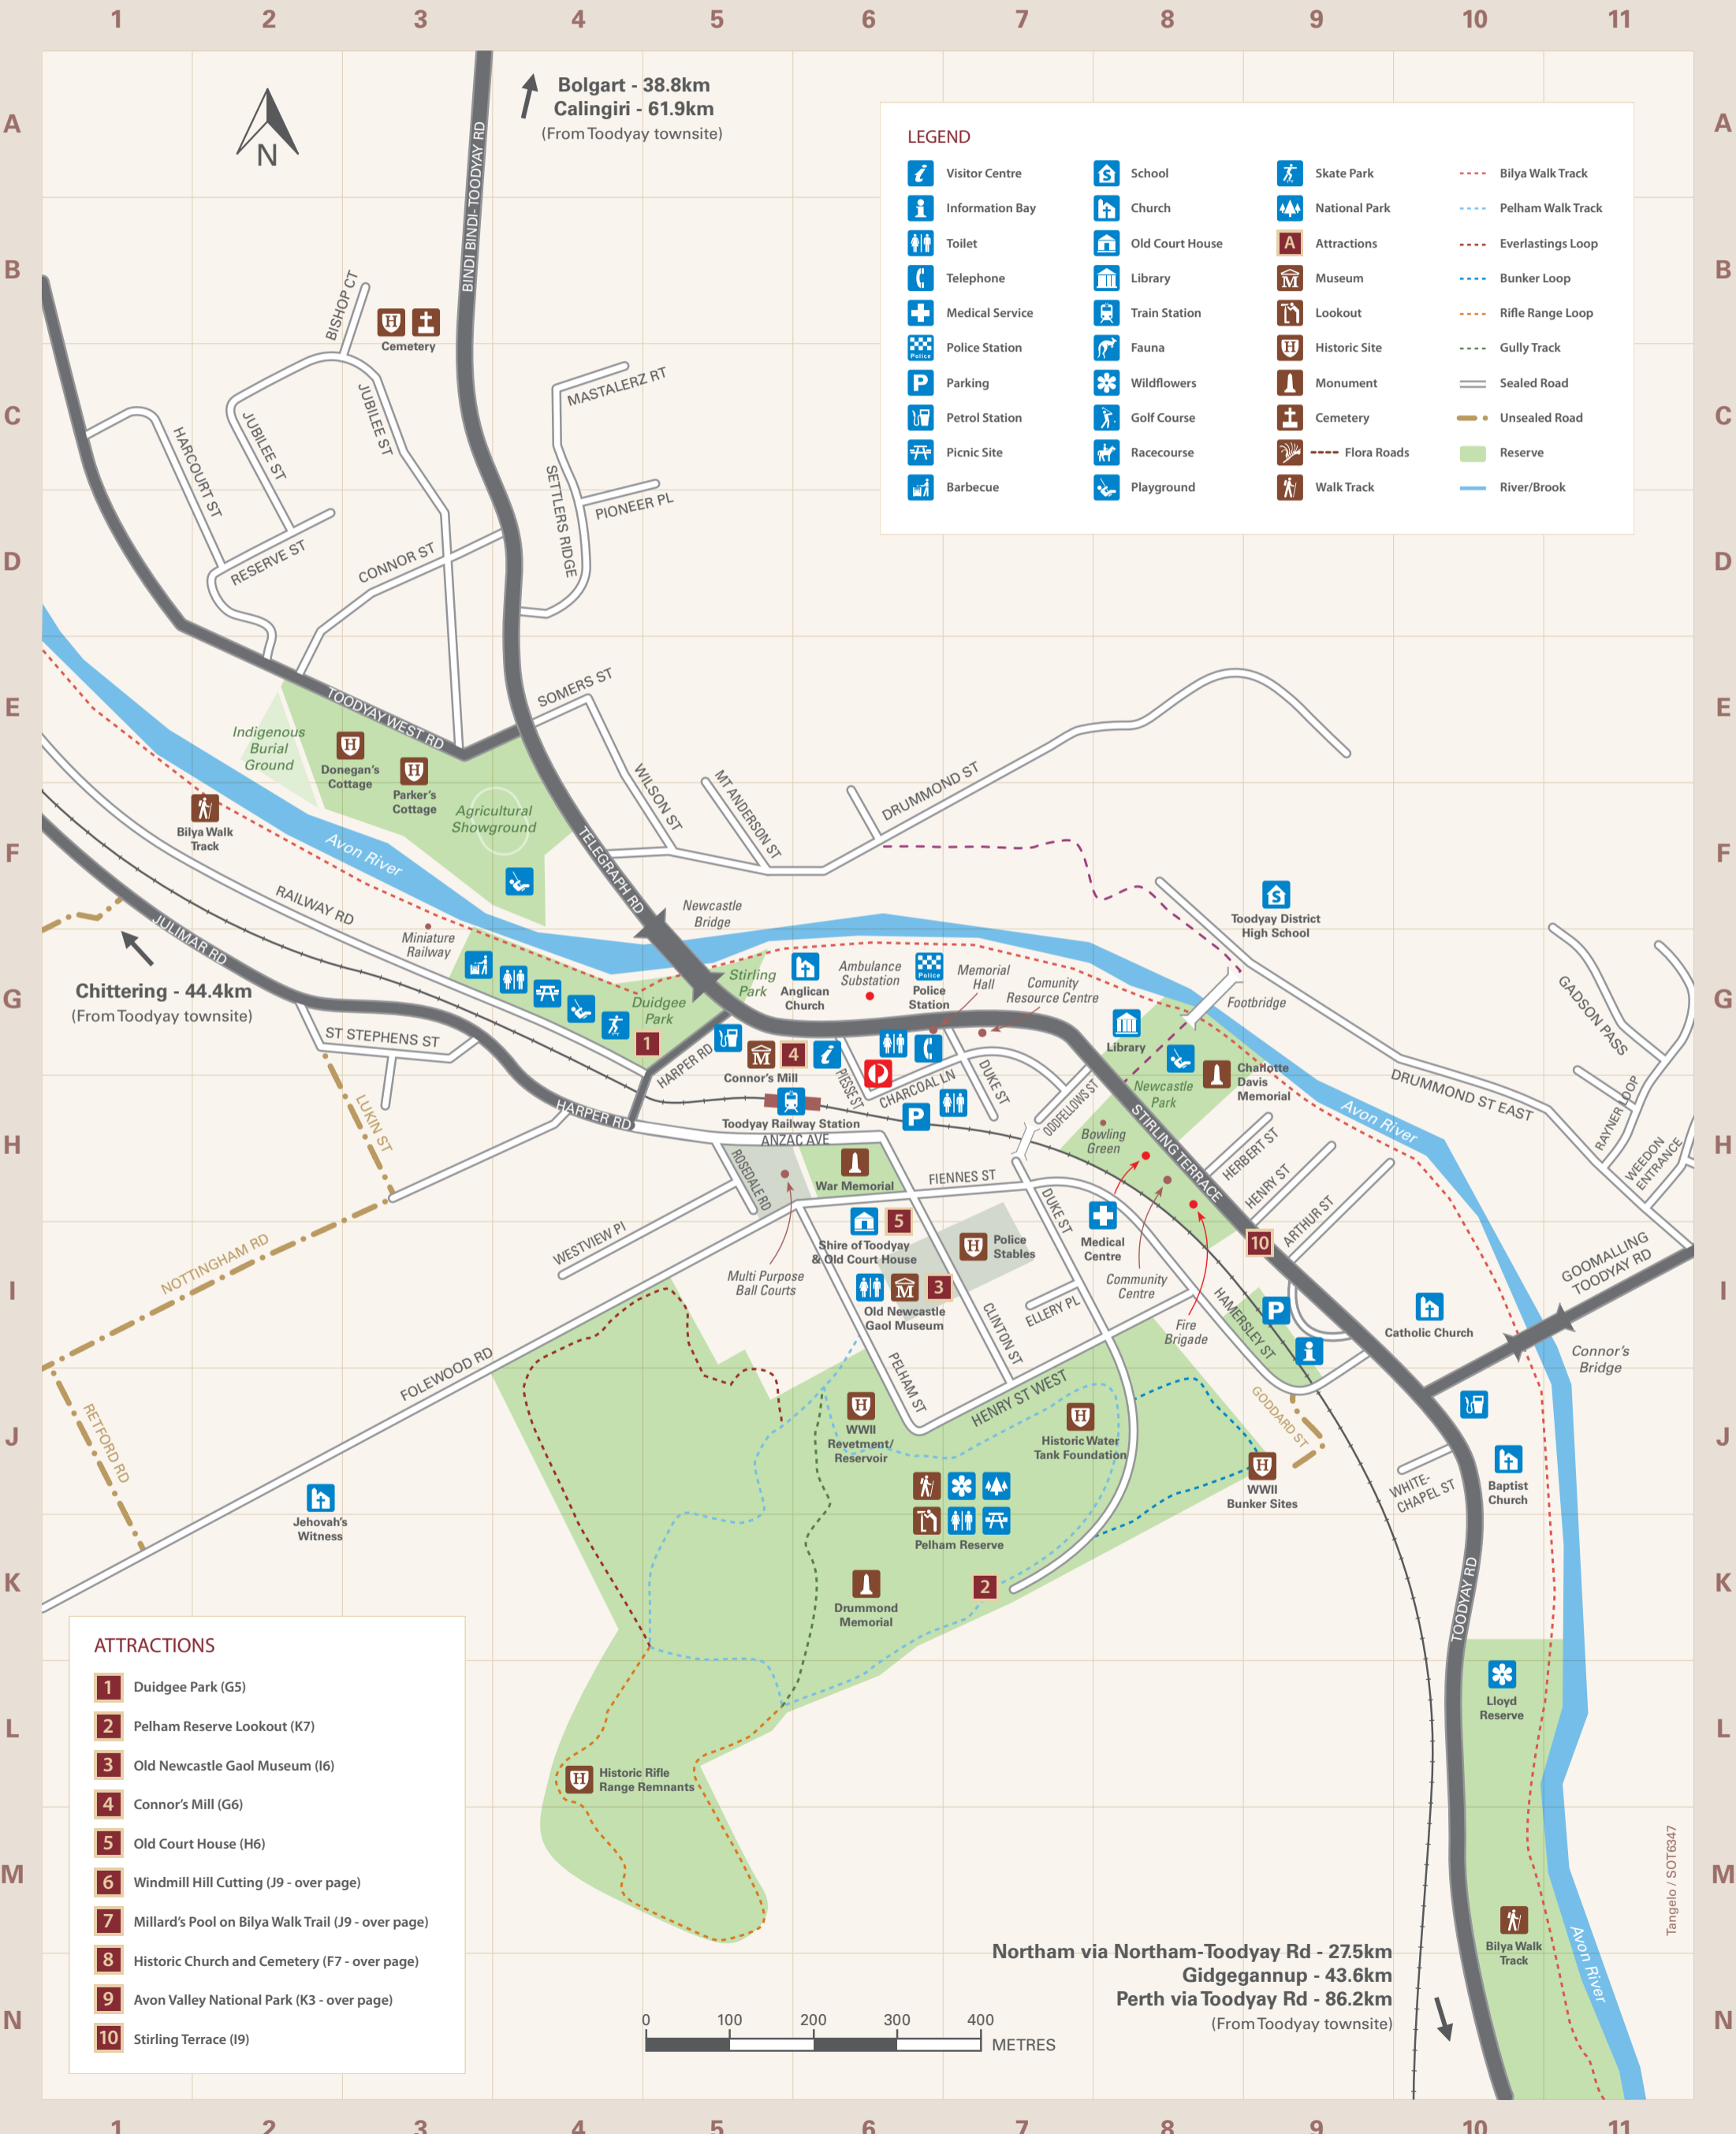 1 2 3 4 5 6 7 8 9 10 11
A
B
C
D
E
F
G
H
I
J
K
L
M
N
A
B
C
D
E
F
G
H
I
J
K
L
M
N
N
Bolgart - 38.8km
Calingiri - 61.9km
(From Toodyay townsite)
LEGEND
Visitor Centre
Information Bay
Toilet
Telephone
Medical Service
Police
Police Station
P
Parking
Petrol Station
Picnic Site
Barbecue
S
School
Church
Old Court House
Library
Train Station
Fauna
Wildflowers
Golf Course
Racecourse
Playground
Skate Park
National Park
A
Attractions
M
Museum
Lookout
H
Historic Site
Monument
Cemetery
Flora Roads
Walk Track
Bilya Walk Track
Pelham Walk Track
Everlastings Loop
Bunker Loop
Rifle Range Loop
Gully Track
Sealed Road
Unsealed Road
Reserve
River/Brook
BINDI BINDI-TOODYAY RD
BISHOP CT
H
Cemetery
JUBILEE ST
JUBILEE ST
HARCOURT ST
RESERVE ST
CONNOR ST
MASTALERZ RT
SETTLERS RIDGE
PIONEER PL
TOODYAY WEST RD
SOMERS ST
Indigenous
Burial
Ground
H
Donegan's
Cottage
H
Parker's
Cottage
Agricultural
Showground
WILSON ST
MT ANDERSON ST
DRUMMOND ST
Bilya Walk
Track
Avon River
TELEGRAPH RD
RAILWAY RD
JULIMAR RD
Newcastle
Bridge
S
Toodyay District
High School
Miniature
Railway
Chittering - 44.4km
(From Toodyay townsite)
Duidgee
Park
1
Stirling
Park
Anglican
Church
Ambulance
Substation
Police
Police
Station
Memorial
Hall
Comunity
Resource Centre
Footbridge
GADSON PASS
ST STEPHENS ST
HARPER RD
M
4
Connor's Mill
PIESSE ST
CHARCOAL LN
DUKE ST
Library
Newcastle
Park
Charlotte
Davis
Memorial
DRUMMOND ST EAST
RAYNER LOOP
WEEDON
ENTRANCE
LUKIN ST
HARPER RD
Toodyay Railway Station
P
ODDFELLOWS ST
Bowling
Green
STIRLING TERRACE
Avon River
ANZAC AVE
ROSEDALE RD
War Memorial
FIENNES ST
HERBERT ST
HENRY ST
ARTHUR ST
DUKE ST
Medical
Centre
10
WESTVIEW Pl
5
Shire of Toodyay
& Old Court House
H
Police
Stables
NOTTINGHAM RD
Multi Purpose
Ball Courts
M
3
Old Newcastle
Gaol Museum
CLINTON ST
ELLERY PL
Community
Centre
Fire
Brigade
HAMERSLEY ST
P
Catholic Church
GOOMALLING
TOODYAY RD
Connor's
Bridge
FOLEWOOD RD
RETFORD RD
PELHAM ST
HENRY ST WEST
GODDARD ST
H
WWII
Revetment/
Reservoir
H
Historic Water
Tank Foundation
H
WWII
Bunker Sites
WHITE-
CHAPEL ST
Baptist
Church
Jehovah's
Witness
Pelham Reserve
2
Drummond
Memorial
TOODYAY RD
ATTRACTIONS
1 Duidgee Park (G5)
2 Pelham Reserve Lookout (K7)
3 Old Newcastle Gaol Museum (I6)
4 Connor's Mill (G6)
5 Old Court House (H6)
6 Windmill Hill Cutting (J9 - over page)
7 Millard's Pool on Bilya Walk Trail (J9 - over page)
8 Historic Church and Cemetery (F7 - over page)
9 Avon Valley National Park (K3 - over page)
10 Stirling Terrace (I9)
Lloyd
Reserve
H
Historic Rifle
Range Remnants
Tangelo / SOT6347
Bilya Walk
Track
Avon River
Northam via Northam-Toodyay Rd - 27.5km
Gidgegannup - 43.6km
Perth via Toodyay Rd - 86.2km
(From Toodyay townsite)
0 100 200 300 400
METRES
1 2 3 4 5 6 7 8 9 10 11